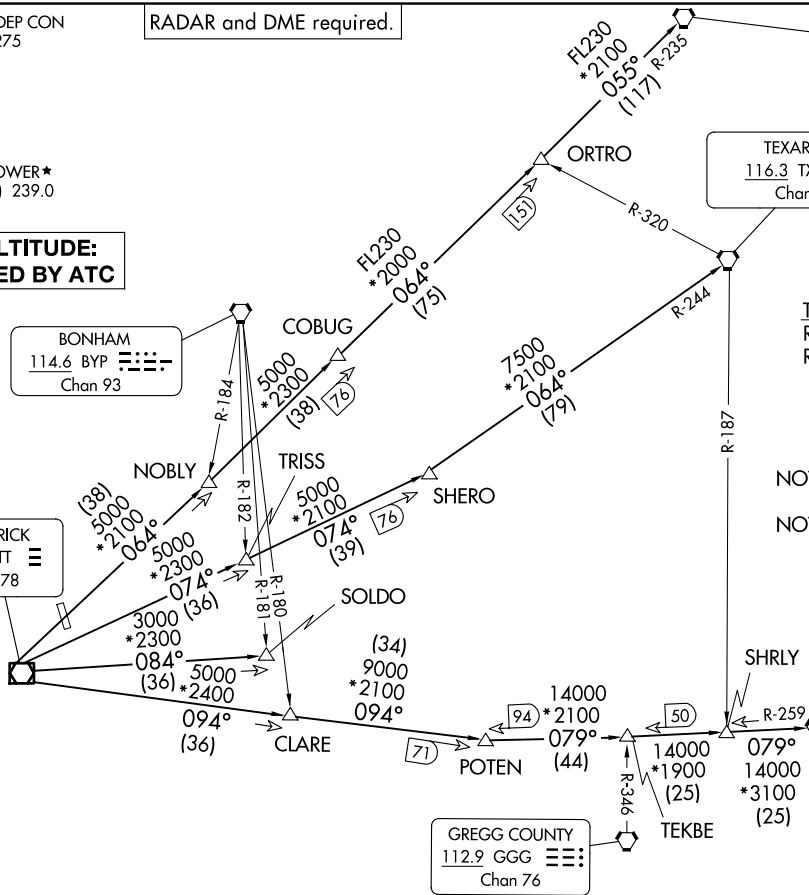 DEP CON
275
RADAR and DME required.
OWER★
) 239.0
LTITUDE:
ED BY ATC
FL230
*2100
055°
(117)
R-235
ORTRO
151
TEXAR
116.3 TX
Chan
R-320
FL230
*2000
064°
(75)
R-244
BONHAM
114.6 BYP
Chan 93
COBUG
5000
*2300
(38)
76
R-184
7500
*2100
064°
(79)
R-187
T
R
R
NOBLY
TRISS
R-182
(38)
5000
*2100
064°
5000
*2100
074°
(39)
76
SHERO
NOT
NOT
RICK
TT
78
5000
*2300
074°
(36)
R-181
R-180
SOLDO
3000
*2300
084°
(36)
5000
*2400
094°
(36)
CLARE
(34)
9000
*2100
094°
71
POTEN
94
14000
*2100
079°
(44)
50
SHRLY
R-259
14000
*1900
(25)
079°
14000
*3100
(25)
TEKBE
R-346
GREGG COUNTY
112.9 GGG
Chan 76